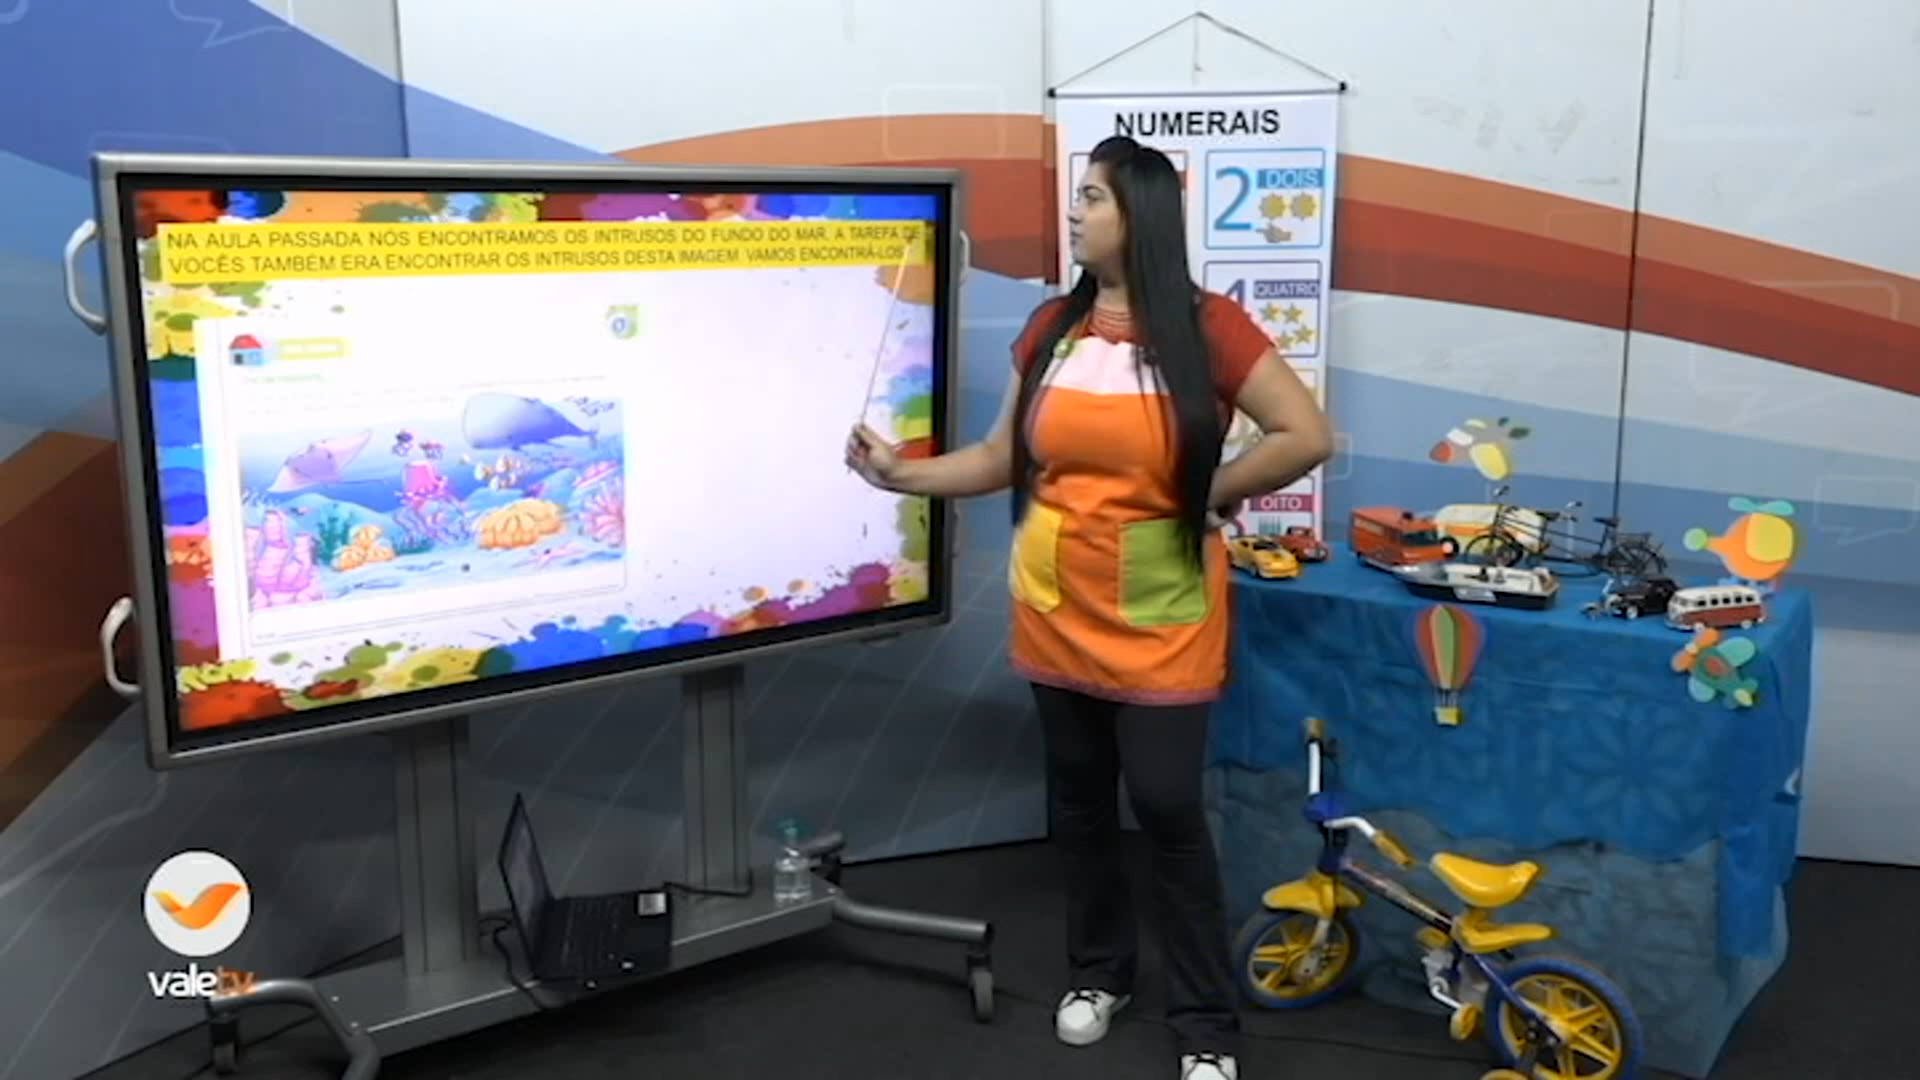 NUMERAIS
2 DOIS
QUATRO
OITO
NA AULA PASSADA NÓS ENCONTRAMOS OS INTRUSOS DO FUNDO DO MAR. A TAREFA DE
VOCÊS TAMBÉM ERA ENCONTRAR OS INTRUSOS DESTA IMAGEM. VAMOS ENCONTRÁ-LOS?
valetv